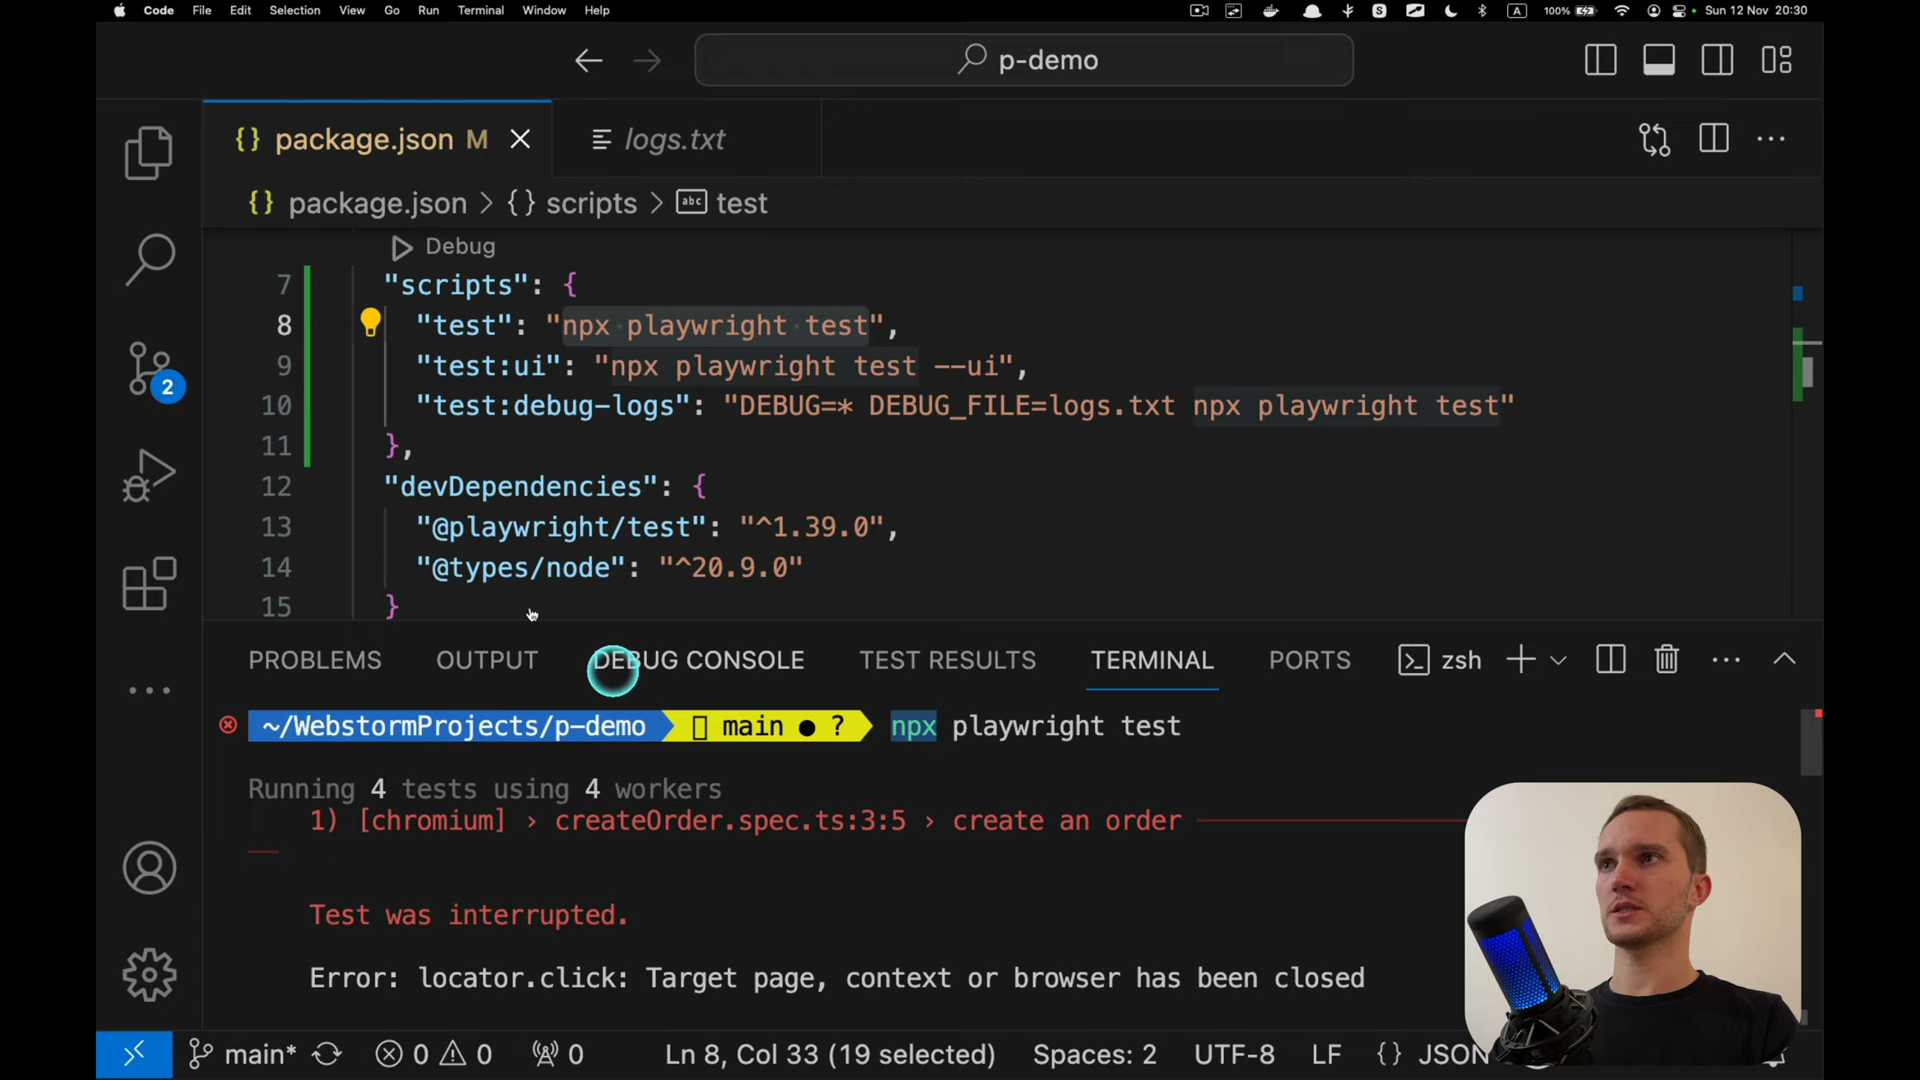 Code File Edit Selection View Go Run Terminal Window Help
A 100% Sun 12 Nov 20:30
p-demo
{} package.json M
logs.txt
{} package.json > {} scripts > abc test
Debug
7 "scripts": {
8 "test": "npx playwright test",
9 "test:ui": "npx playwright test --ui",
10 "test:debug-logs": "DEBUG=* DEBUG_FILE=logs.txt npx playwright test"
11 },
12 "devDependencies": {
13 "@playwright/test": "^1.39.0",
14 "@types/node": "^20.9.0"
15 }
2
PROBLEMS OUTPUT DEBUG CONSOLE TEST RESULTS TERMINAL PORTS zsh
~/WebstormProjects/p-demo main ● ? npx playwright test
Running 4 tests using 4 workers
1) [chromium] › createOrder.spec.ts:3:5 › create an order
Test was interrupted.
Error: locator.click: Target page, context or browser has been closed
main* 0 0 0 Ln 8, Col 33 (19 selected) Spaces: 2 UTF-8 LF {} JSON